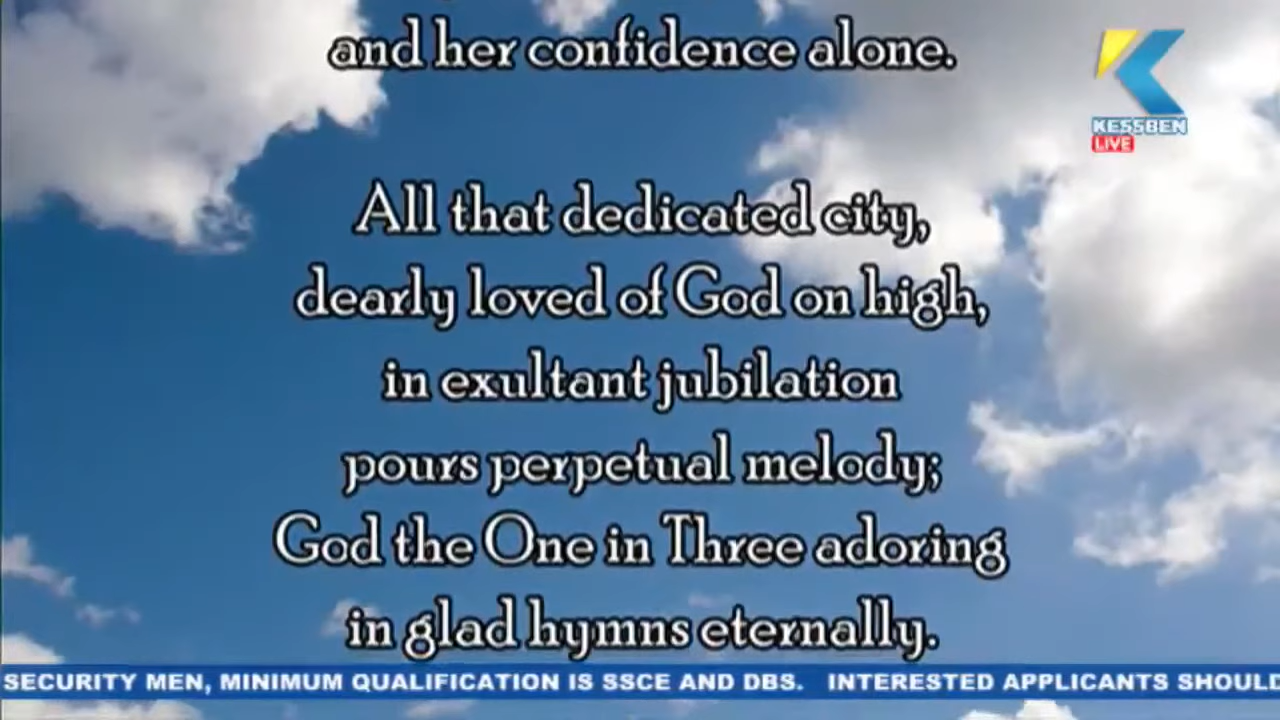 and her confidence alone.
KESSBEN
LIVE
All that dedicated city,
dearly loved of God on high,
in exultant jubilation
pours perpetual melody;
God the One in Three adoring
in glad hymns eternally.
SECURITY MEN, MINIMUM QUALIFICATION IS SSCE AND DBS. INTERESTED APPLICANTS SHOULD